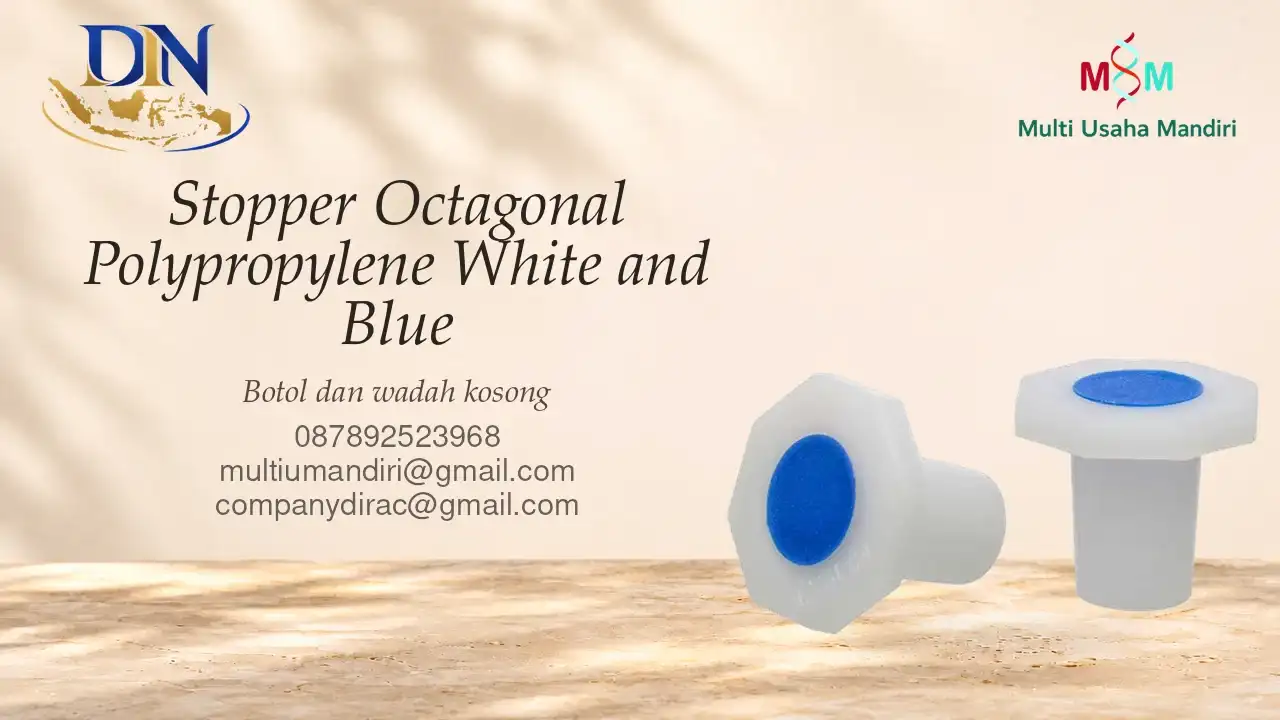 DIN
M M
Multi Usaha Mandiri
Stopper Octagonal
Polypropylene White and
Blue
Botol dan wadah kosong
087892523968
multiumandiri@gmail.com
companydirac@gmail.com